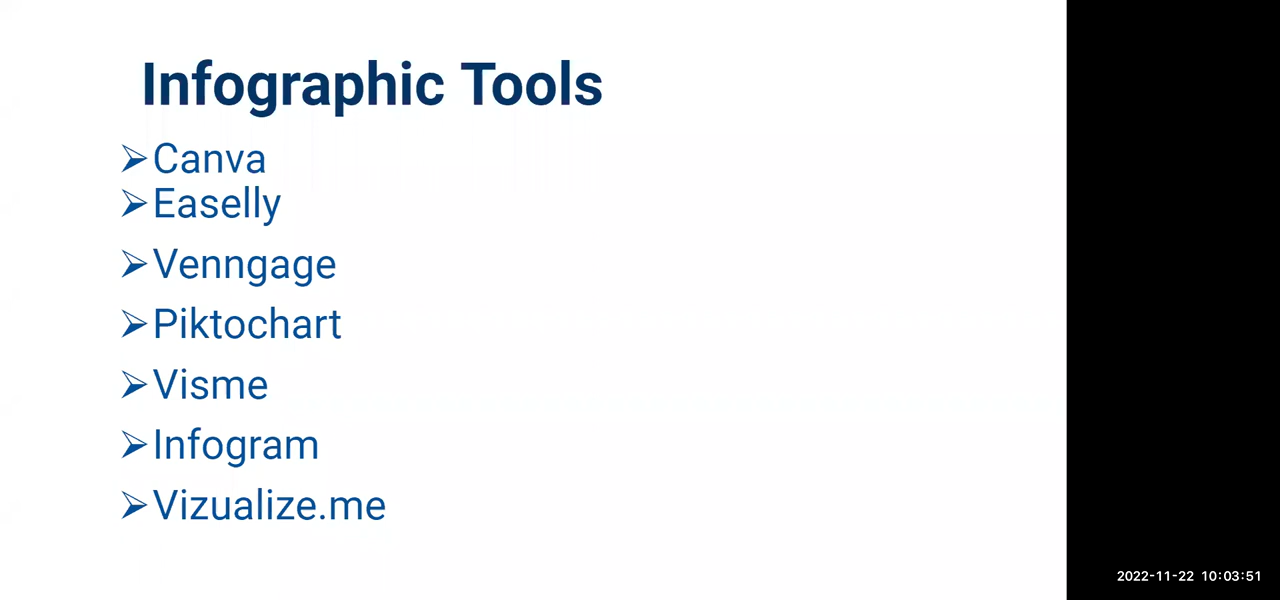 Infographic Tools
➢Canva
➢Easelly
➢Venngage
➢Piktochart
➢Visme
➢Infogram
➢Vizualize.me
2022-11-22 10:03:51